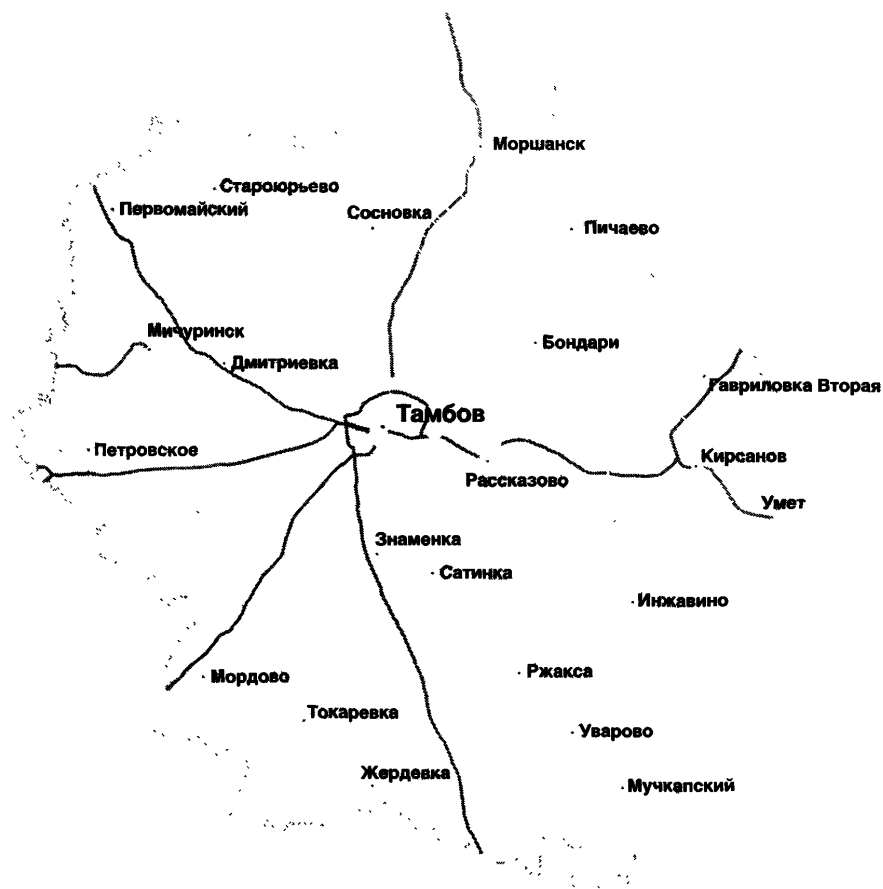 Моршанск
Староюрьево
Первомайский
Сосновка
Пичаево
Мичуринск
Бондари
Дмитриевка
Гавриловка Вторая
Тамбов
Петровское
Кирсанов
Рассказово
Умет
Знаменка
Сатинка
Инжавино
Ржакса
Мордово
Токаревка
Уварово
Жердевка
Мучкапский